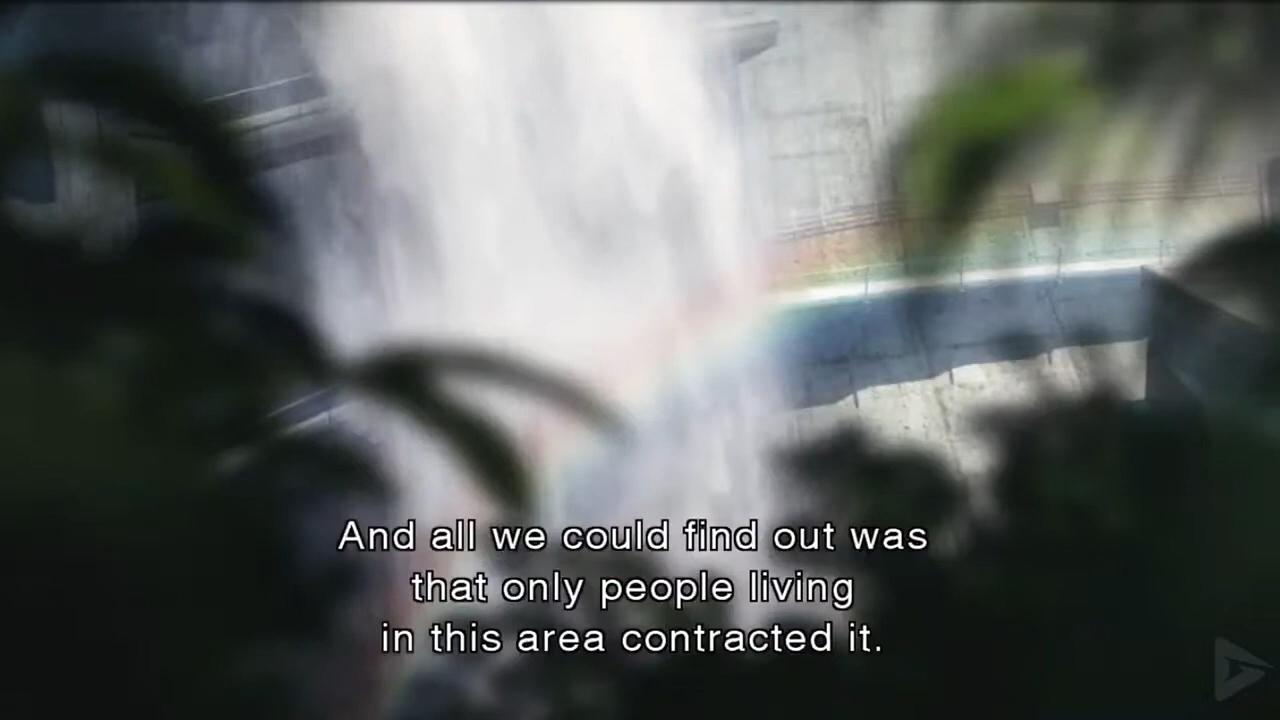 And all we could find out was
that only people living
in this area contracted it.